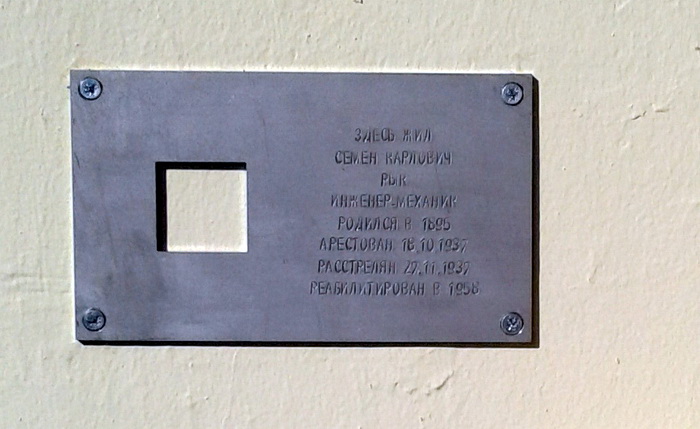 ЗДЕСЬ ЖИЛ
СЕМЕН КАРЛОВИЧ
РЫК
ИНЖЕНЕР-МЕХАНИК
РОДИЛСЯ В 1895
АРЕСТОВАН 18.10.1937
РАССТРЕЛЯН 27.11.1937
РЕАБИЛИТИРОВАН В 1958